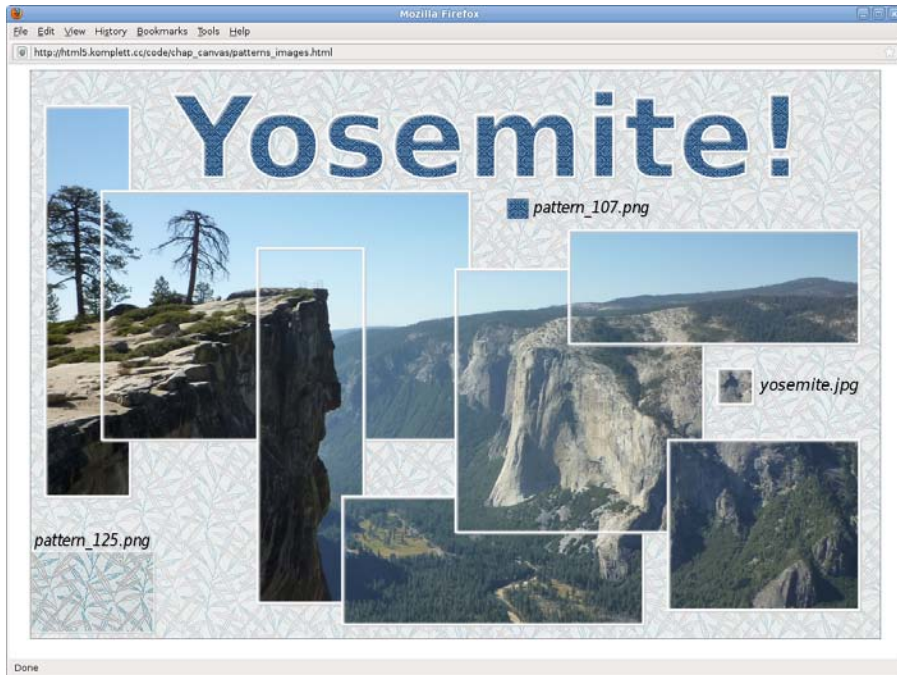 Mozilla Firefox
File Edit View History Bookmarks Tools Help
http://html5.komplett.cc/code/chap_canvas/patterns_images.html
Yosemite!
pattern_107.png
yosemite.jpg
pattern_125.png
Done